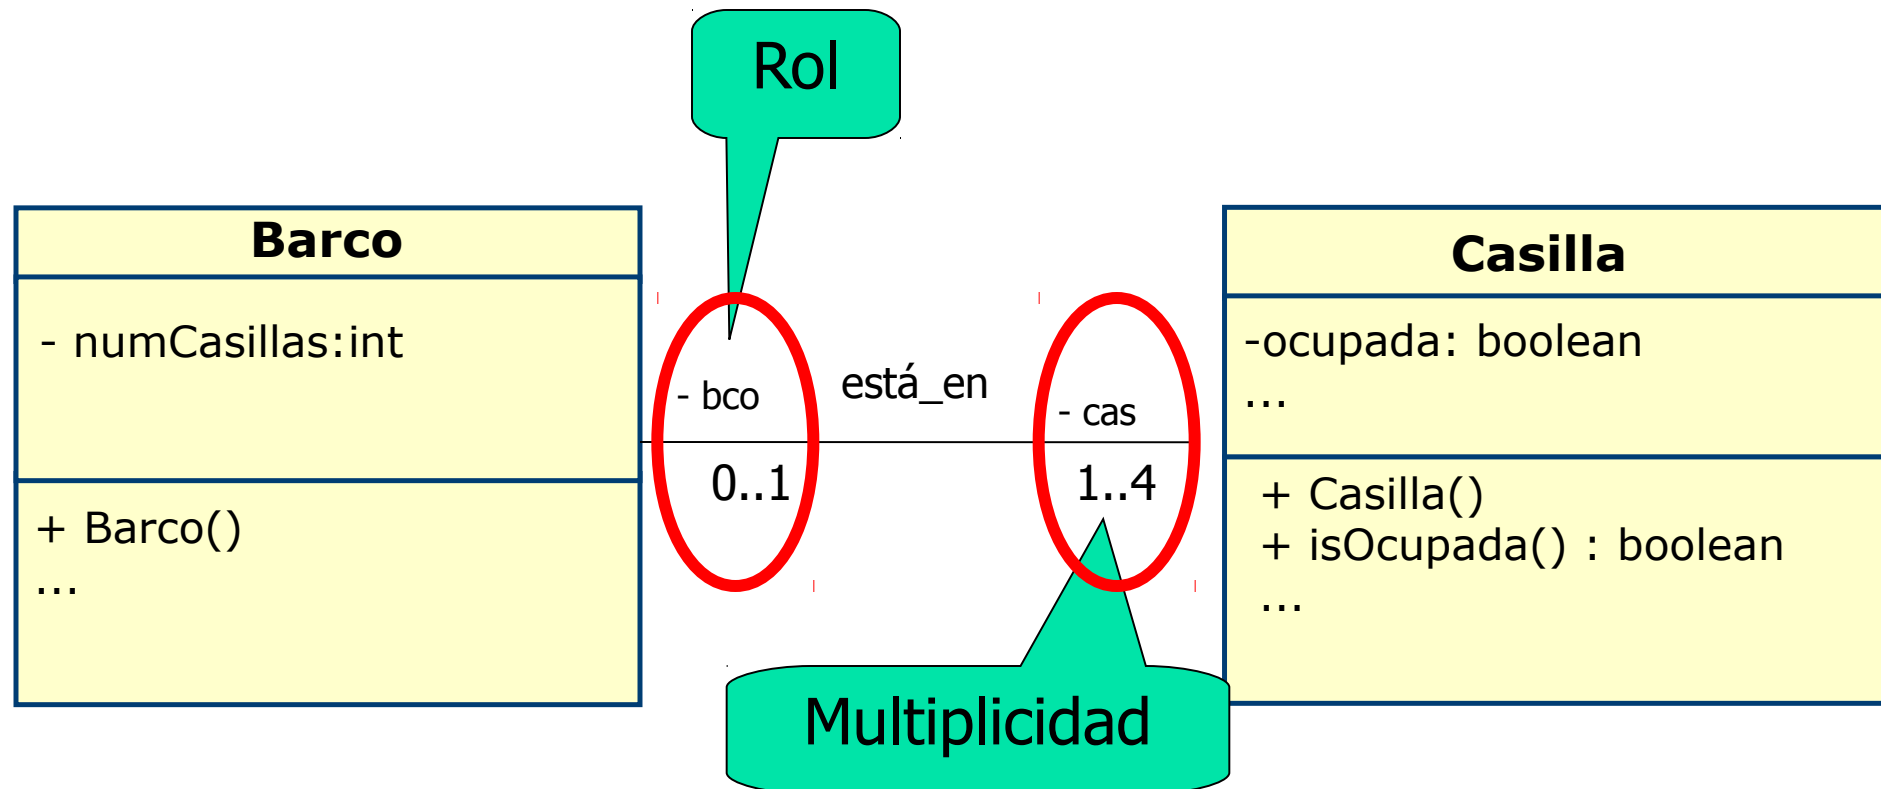 Rol
Barco
- numCasillas:int
+ Barco()
...
- bco
0..1
está_en
- cas
1..4
Casilla
-ocupada: boolean
...
+ Casilla()
+ isOcupada() : boolean
...
Multiplicidad